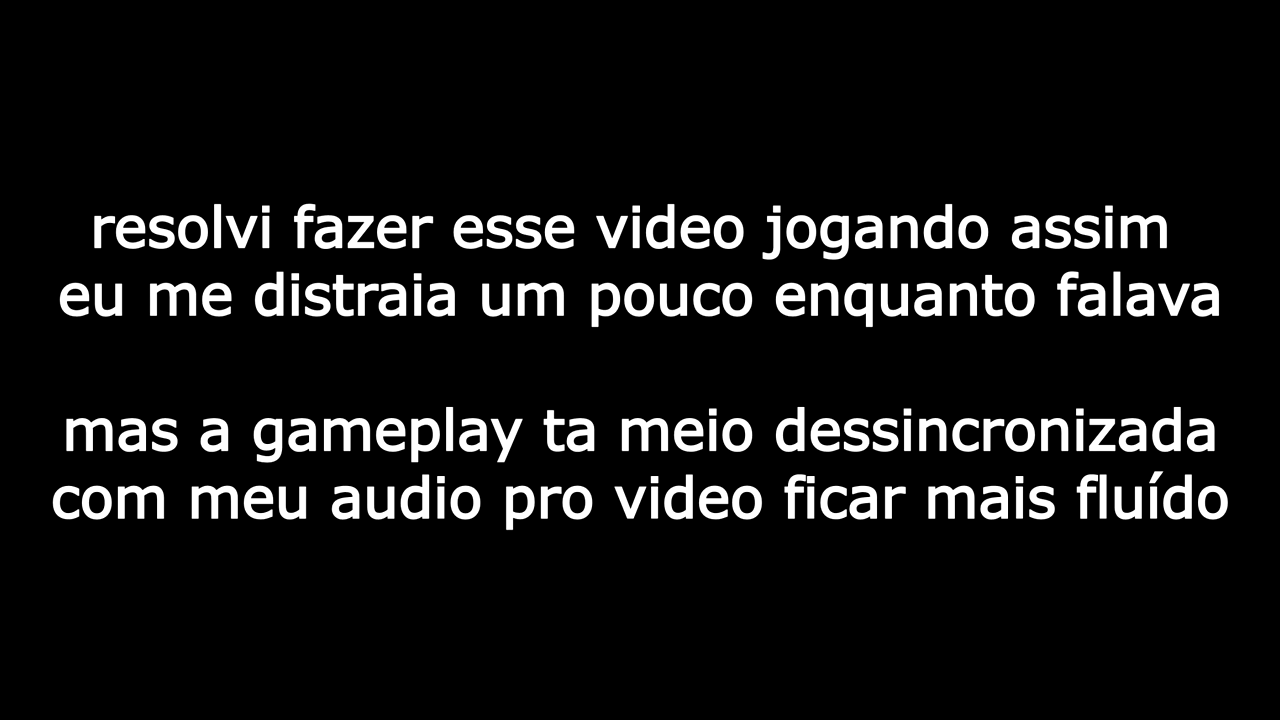 resolvi fazer esse video jogando assim
eu me distraia um pouco enquanto falava
mas a gameplay ta meio dessincronizada
com meu audio pro video ficar mais fluído